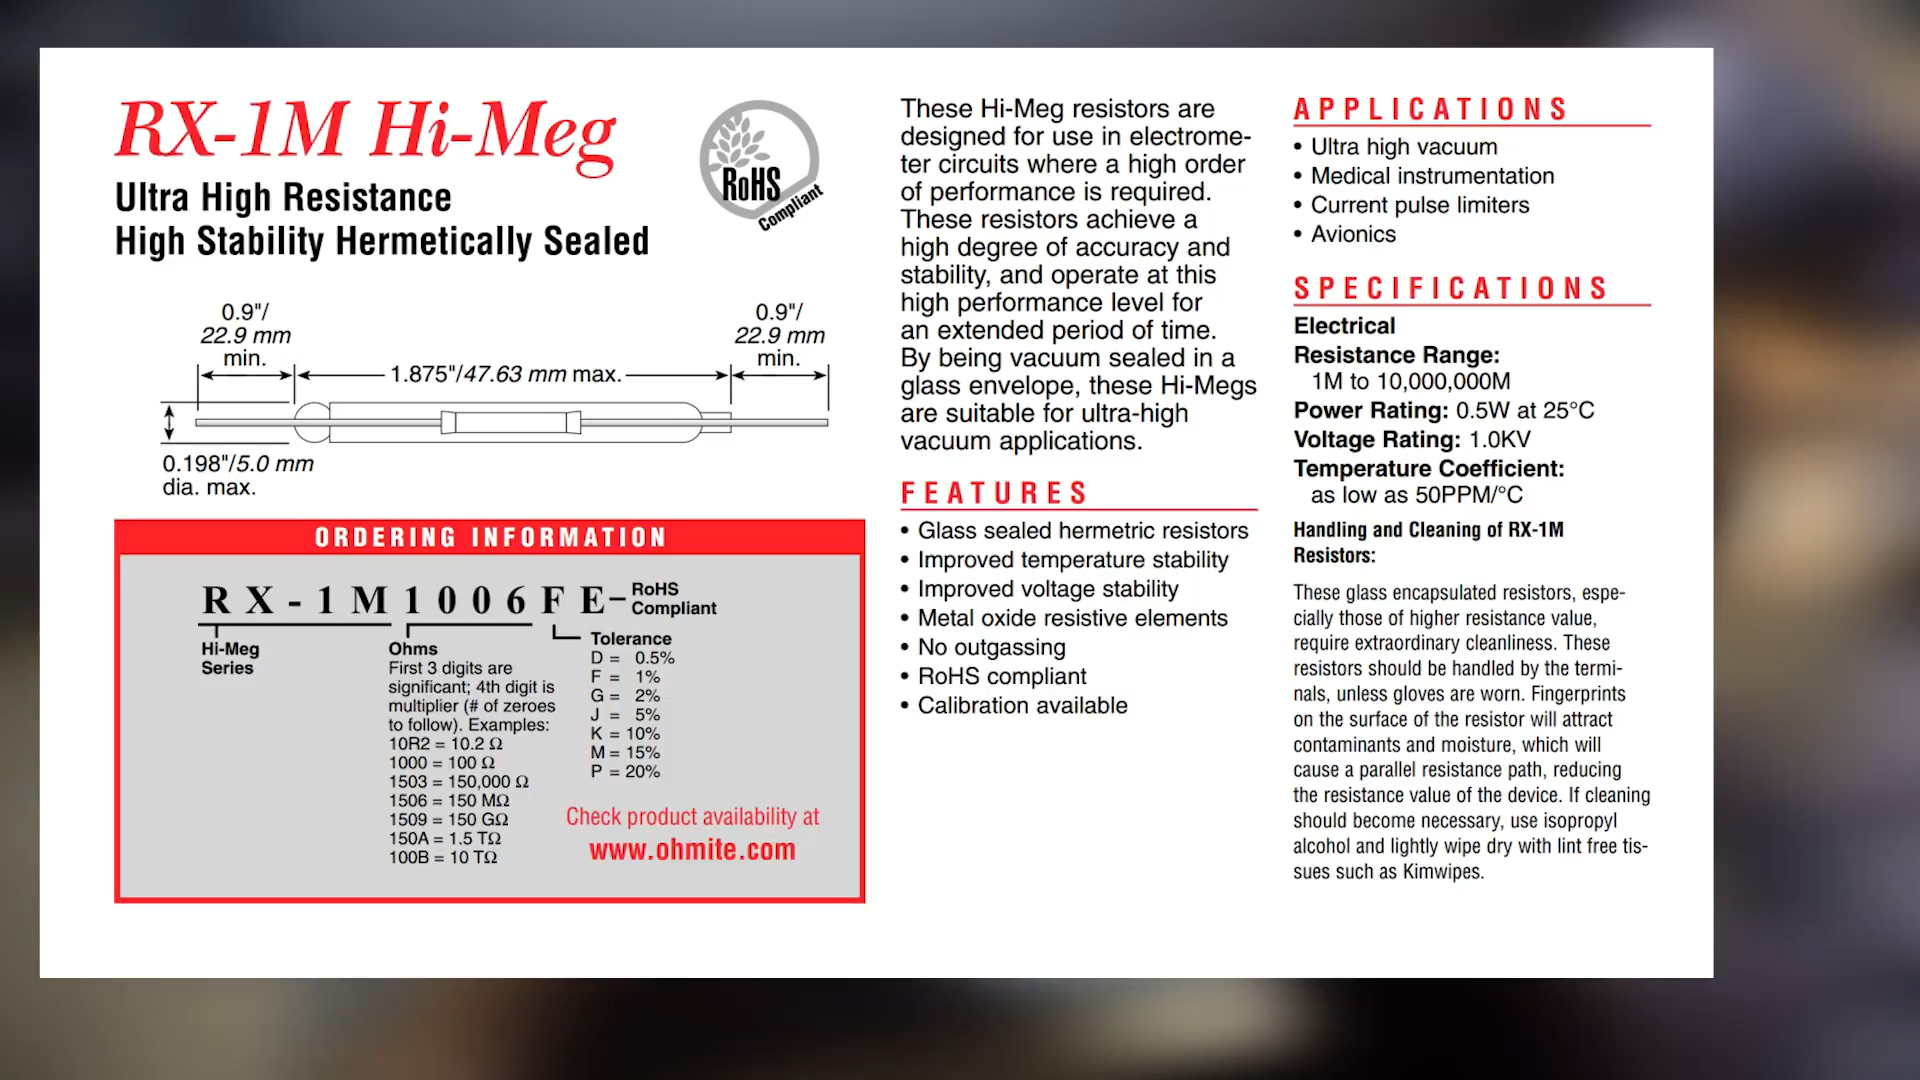 RX-1M Hi-Meg
Ultra High Resistance
High Stability Hermetically Sealed
RoHS
Compliant
0.9"/
22.9 mm
min.
1.875"/47.63 mm max.
0.9"/
22.9 mm
min.
0.198"/5.0 mm
dia. max.
ORDERING INFORMATION
RX-1M1006FE
RoHS
Compliant
Hi-Meg
Series
Ohms
First 3 digits are
significant; 4th digit is
multiplier (# of zeroes
to follow). Examples:
10R2 = 10.2 Ω
1000 = 100 Ω
1503 = 150,000 Ω
1506 = 150 MΩ
1509 = 150 GΩ
150A = 1.5 TΩ
100B = 10 TΩ
Tolerance
D = 0.5%
F = 1%
G = 2%
J = 5%
K = 10%
M = 15%
P = 20%
Check product availability at
www.ohmite.com
These Hi-Meg resistors are
designed for use in electrome-
ter circuits where a high order
of performance is required.
These resistors achieve a
high degree of accuracy and
stability, and operate at this
high performance level for
an extended period of time.
By being vacuum sealed in a
glass envelope, these Hi-Megs
are suitable for ultra-high
vacuum applications.
FEATURES
• Glass sealed hermetric resistors
• Improved temperature stability
• Improved voltage stability
• Metal oxide resistive elements
• No outgassing
• RoHS compliant
• Calibration available
APPLICATIONS
• Ultra high vacuum
• Medical instrumentation
• Current pulse limiters
• Avionics
SPECIFICATIONS
Electrical
Resistance Range:
1M to 10,000,000M
Power Rating: 0.5W at 25°C
Voltage Rating: 1.0KV
Temperature Coefficient:
as low as 50PPM/°C
Handling and Cleaning of RX-1M
Resistors:
These glass encapsulated resistors, espe-
cially those of higher resistance value,
require extraordinary cleanliness. These
resistors should be handled by the termi-
nals, unless gloves are worn. Fingerprints
on the surface of the resistor will attract
contaminants and moisture, which will
cause a parallel resistance path, reducing
the resistance value of the device. If cleaning
should become necessary, use isopropyl
alcohol and lightly wipe dry with lint free tis-
sues such as Kimwipes.